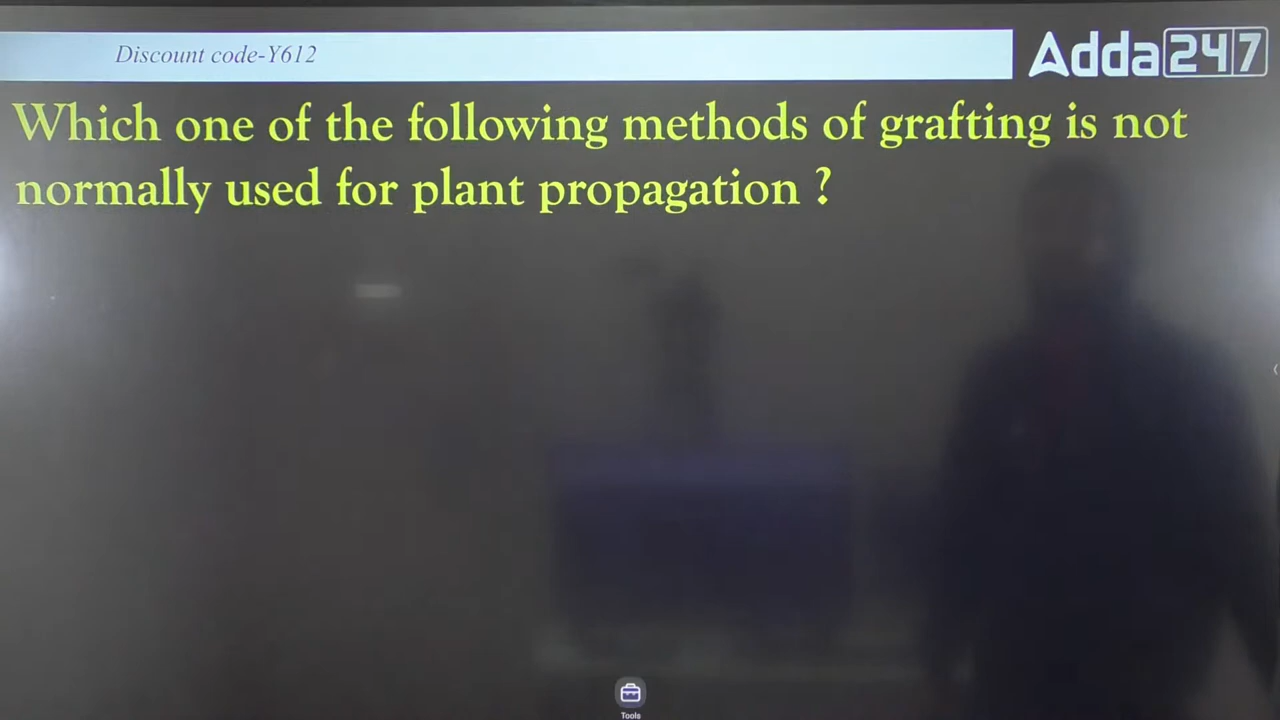 Discount code-Y612
Adda247
Which one of the following methods of grafting is not
normally used for plant propagation ?
Tools